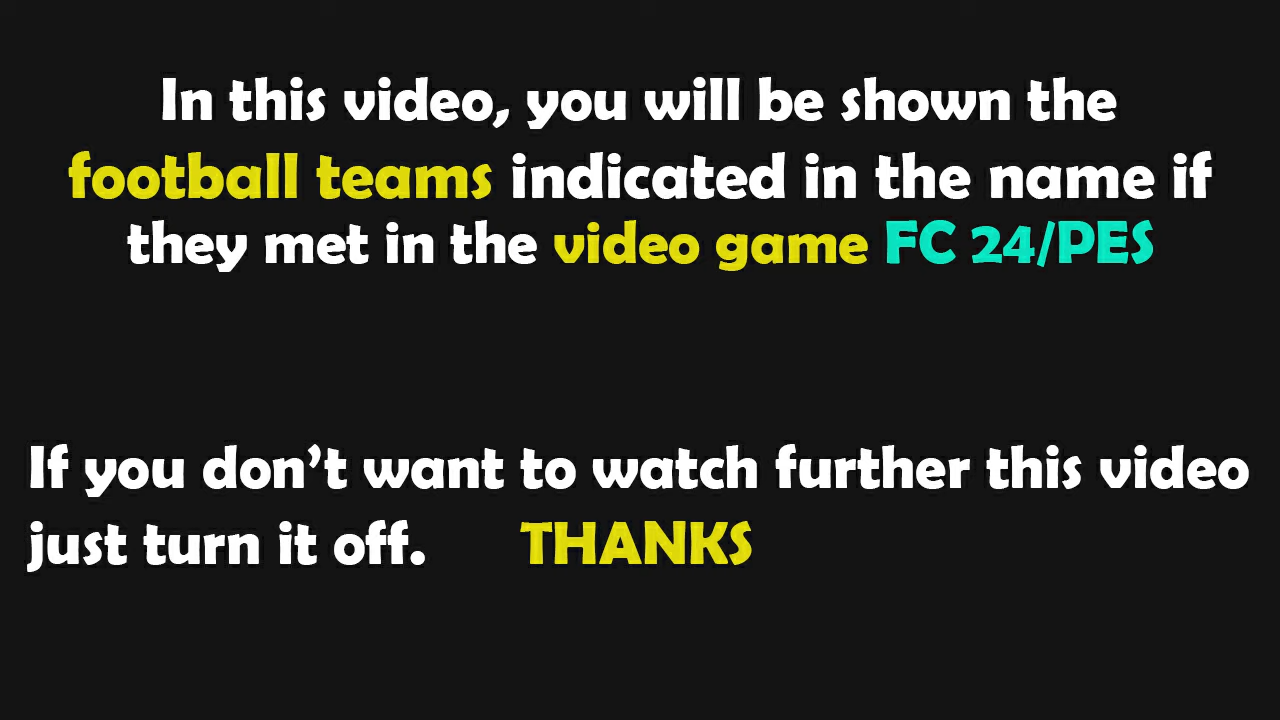 In this video, you will be shown the
football teams indicated in the name if
they met in the video game FC 24/PES
If you don’t want to watch further this video
just turn it off. THANKS